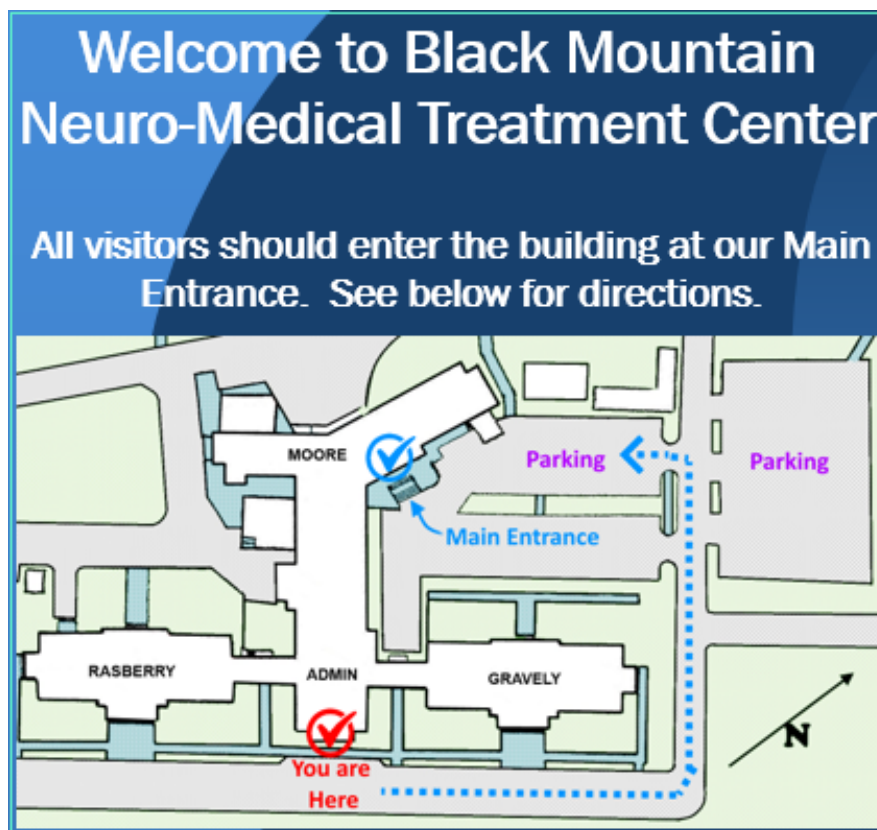 Welcome to Black Mountain
Neuro-Medical Treatment Center
All visitors should enter the building at our Main
Entrance. See below for directions.
MOORE
Parking
Parking
Main Entrance
RASBERRY
ADMIN
GRAVELY
N
You are
Here